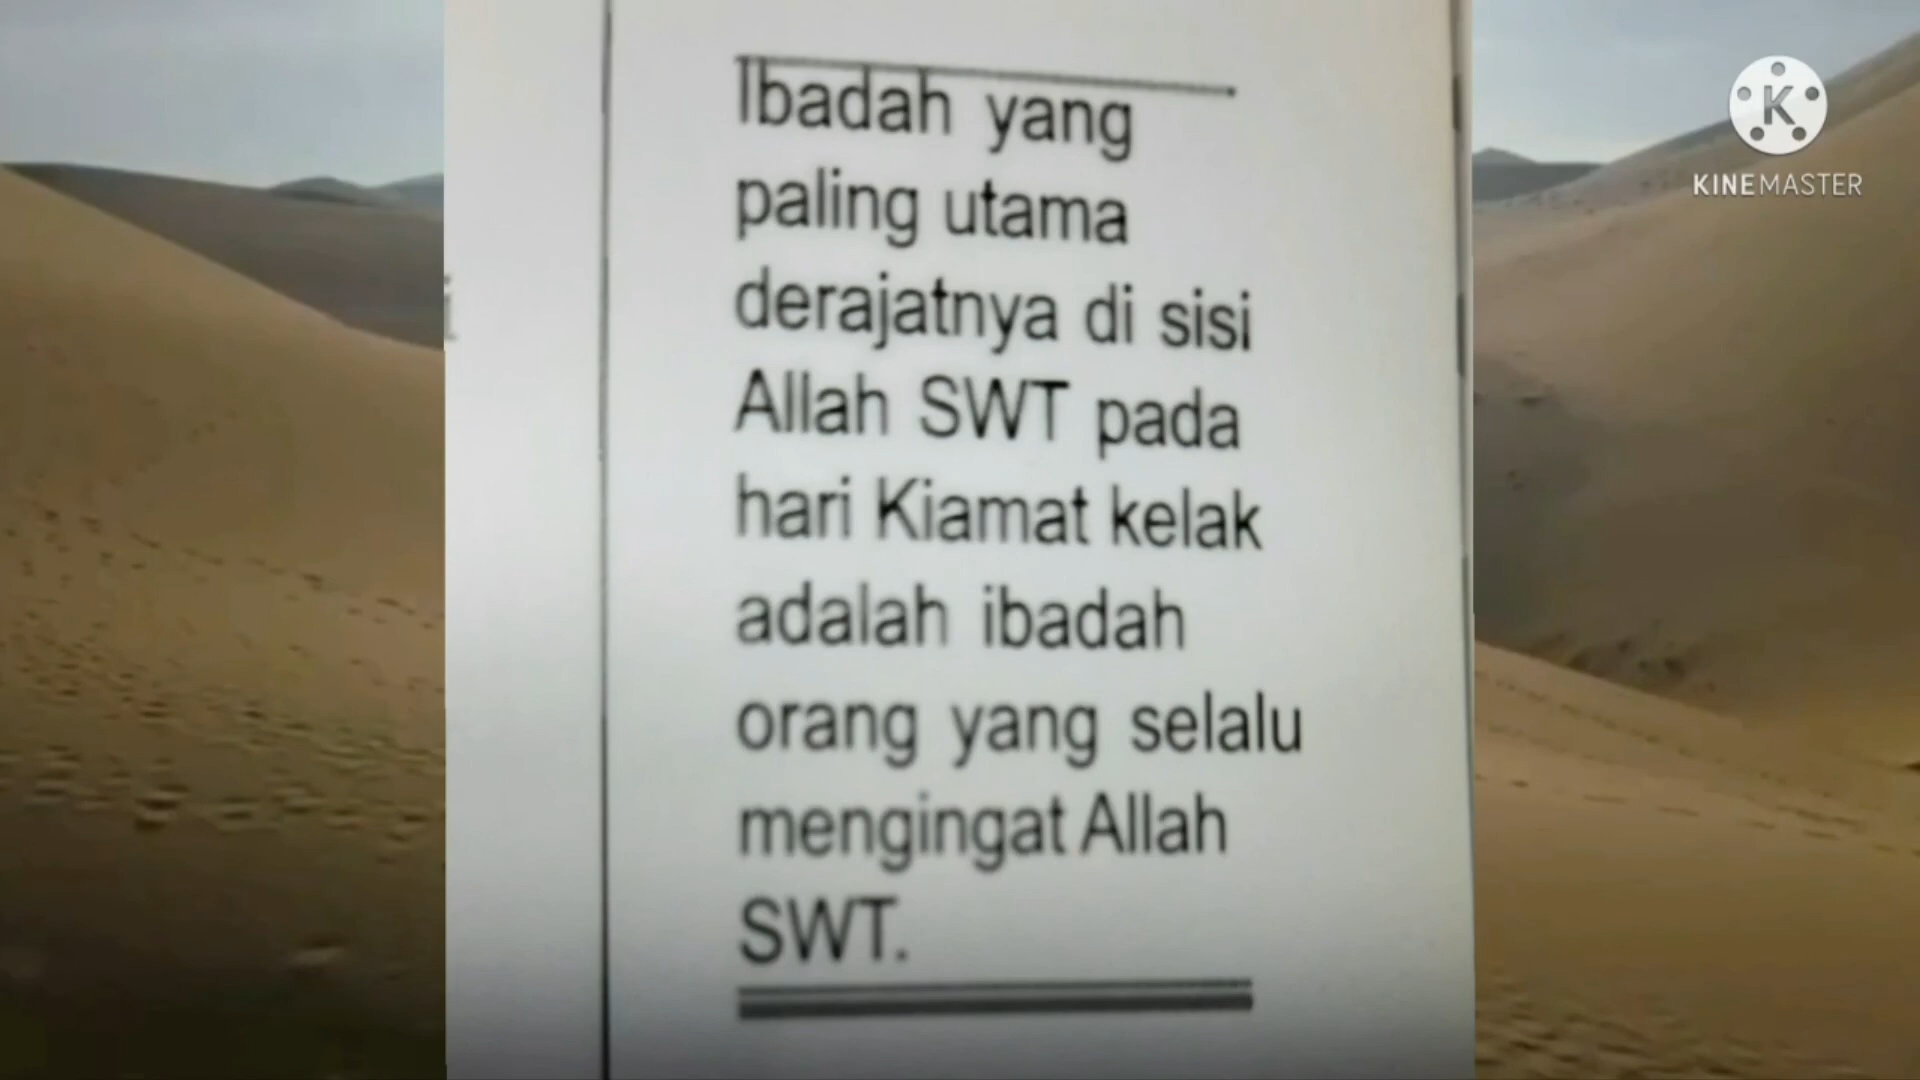 Ibadah yang
paling utama
derajatnya di sisi
Allah SWT pada
hari Kiamat kelak
adalah ibadah
orang yang selalu
mengingat Allah
SWT.
K
KINEMASTER